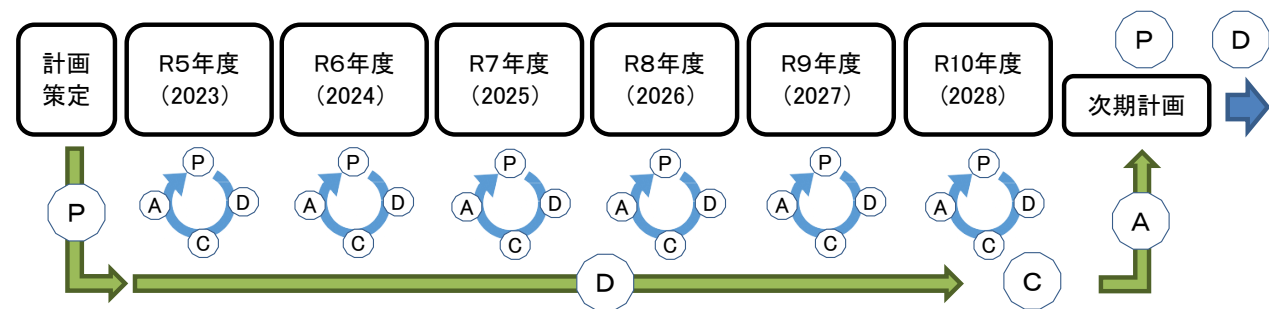 計画
策定
R5年度
（2023）
R6年度
（2024）
R7年度
（2025）
R8年度
（2026）
R9年度
（2027）
R10年度
（2028）
P
D
次期計画
P
D
C
A
P
D
C
A
P
D
C
A
P
D
C
A
P
D
C
A
P
D
C
A
P
D
C
A